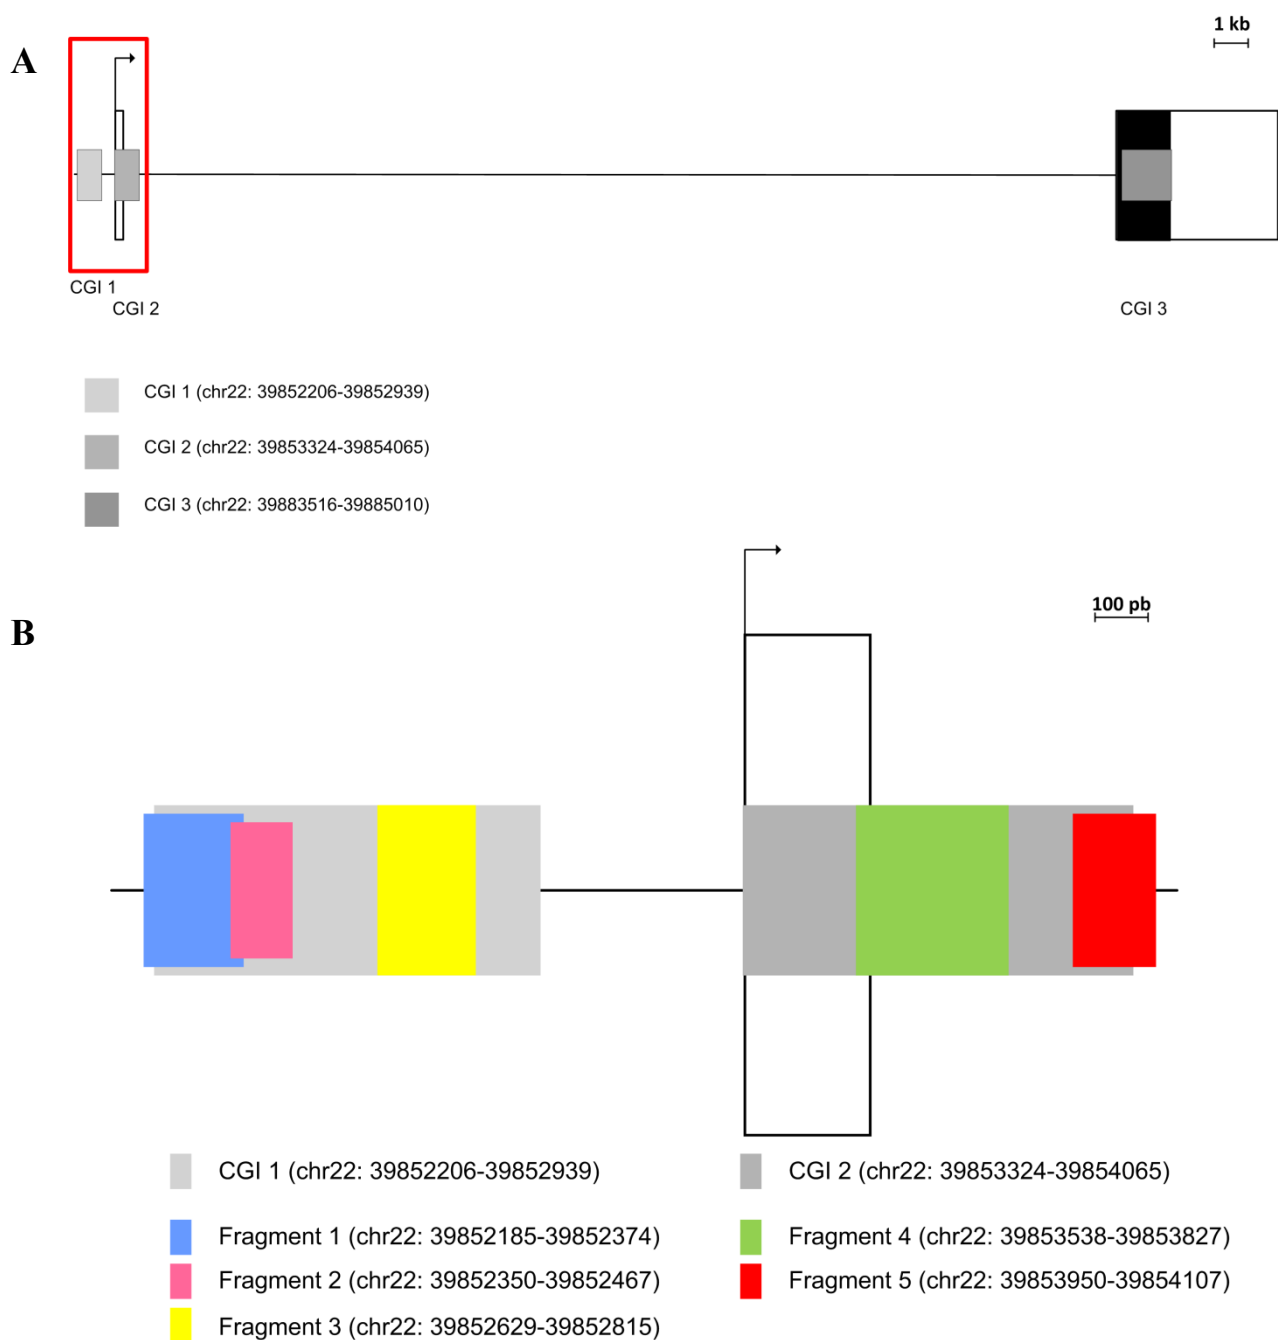 A
1 kb
CGI 1
CGI 2
CGI 3
CGI 1 (chr22: 39852206-39852939)
CGI 2 (chr22: 39853324-39854065)
CGI 3 (chr22: 39883516-39885010)
B
100 pb
CGI 1 (chr22: 39852206-39852939)
CGI 2 (chr22: 39853324-39854065)
Fragment 1 (chr22: 39852185-39852374)
Fragment 4 (chr22: 39853538-39853827)
Fragment 2 (chr22: 39852350-39852467)
Fragment 5 (chr22: 39853950-39854107)
Fragment 3 (chr22: 39852629-39852815)